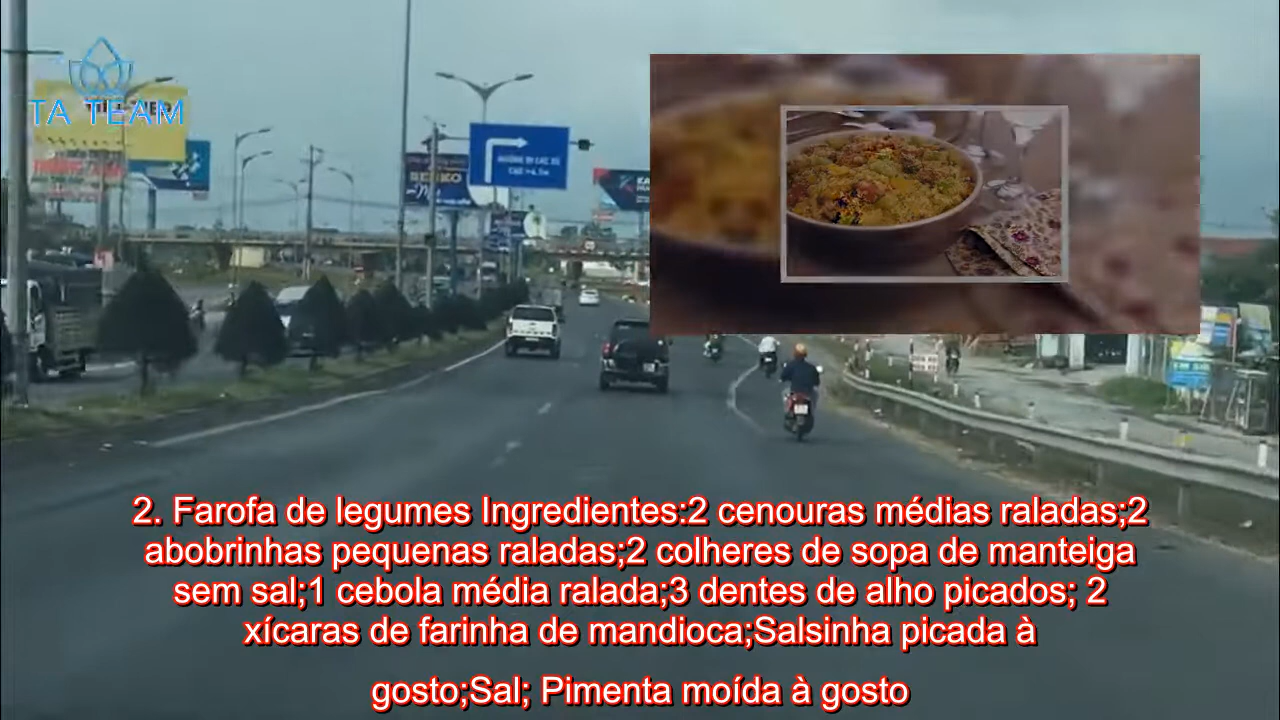 TA TEAM
2. Farofa de legumes Ingredientes:2 cenouras médias raladas;2
abobrinhas pequenas raladas;2 colheres de sopa de manteiga
sem sal;1 cebola média ralada;3 dentes de alho picados; 2
xícaras de farinha de mandioca;Salsinha picada à
gosto;Sal; Pimenta moída à gosto